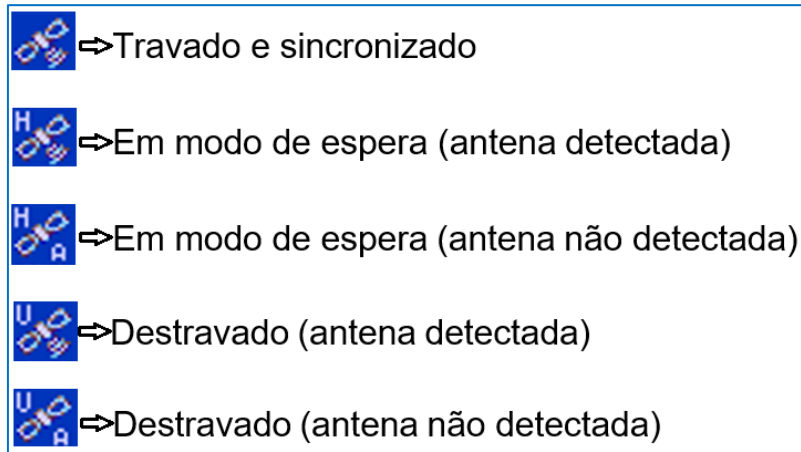 ⇨Travado e sincronizado
H ⇨Em modo de espera (antena detectada)
H A ⇨Em modo de espera (antena não detectada)
U ⇨Destravado (antena detectada)
U A ⇨Destravado (antena não detectada)